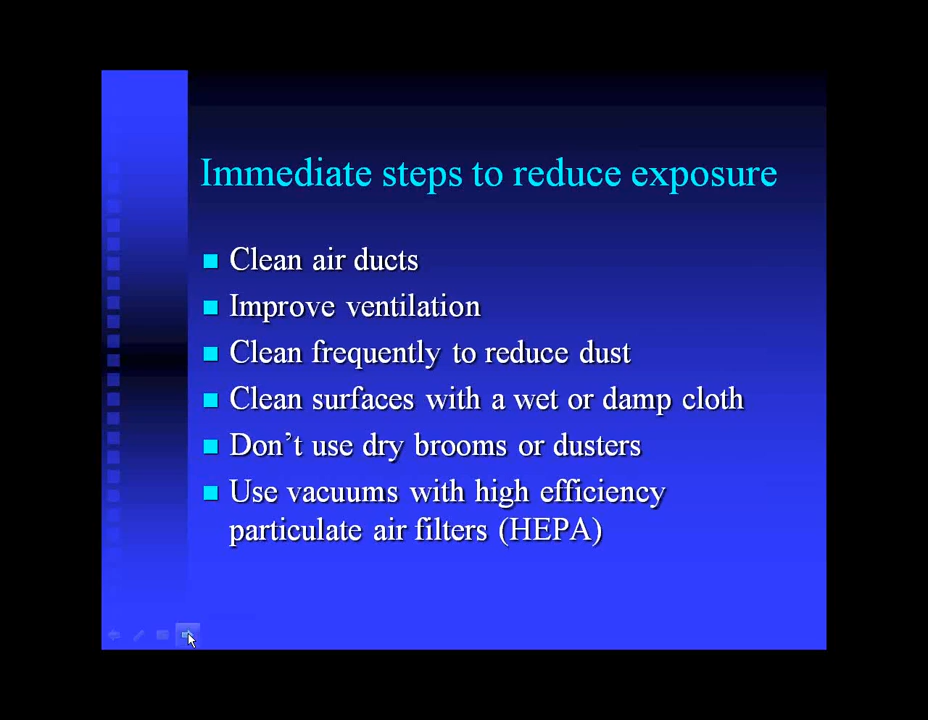 Immediate steps to reduce exposure
Clean air ducts
Improve ventilation
Clean frequently to reduce dust
Clean surfaces with a wet or damp cloth
Don’t use dry brooms or dusters
Use vacuums with high efficiency
particulate air filters (HEPA)